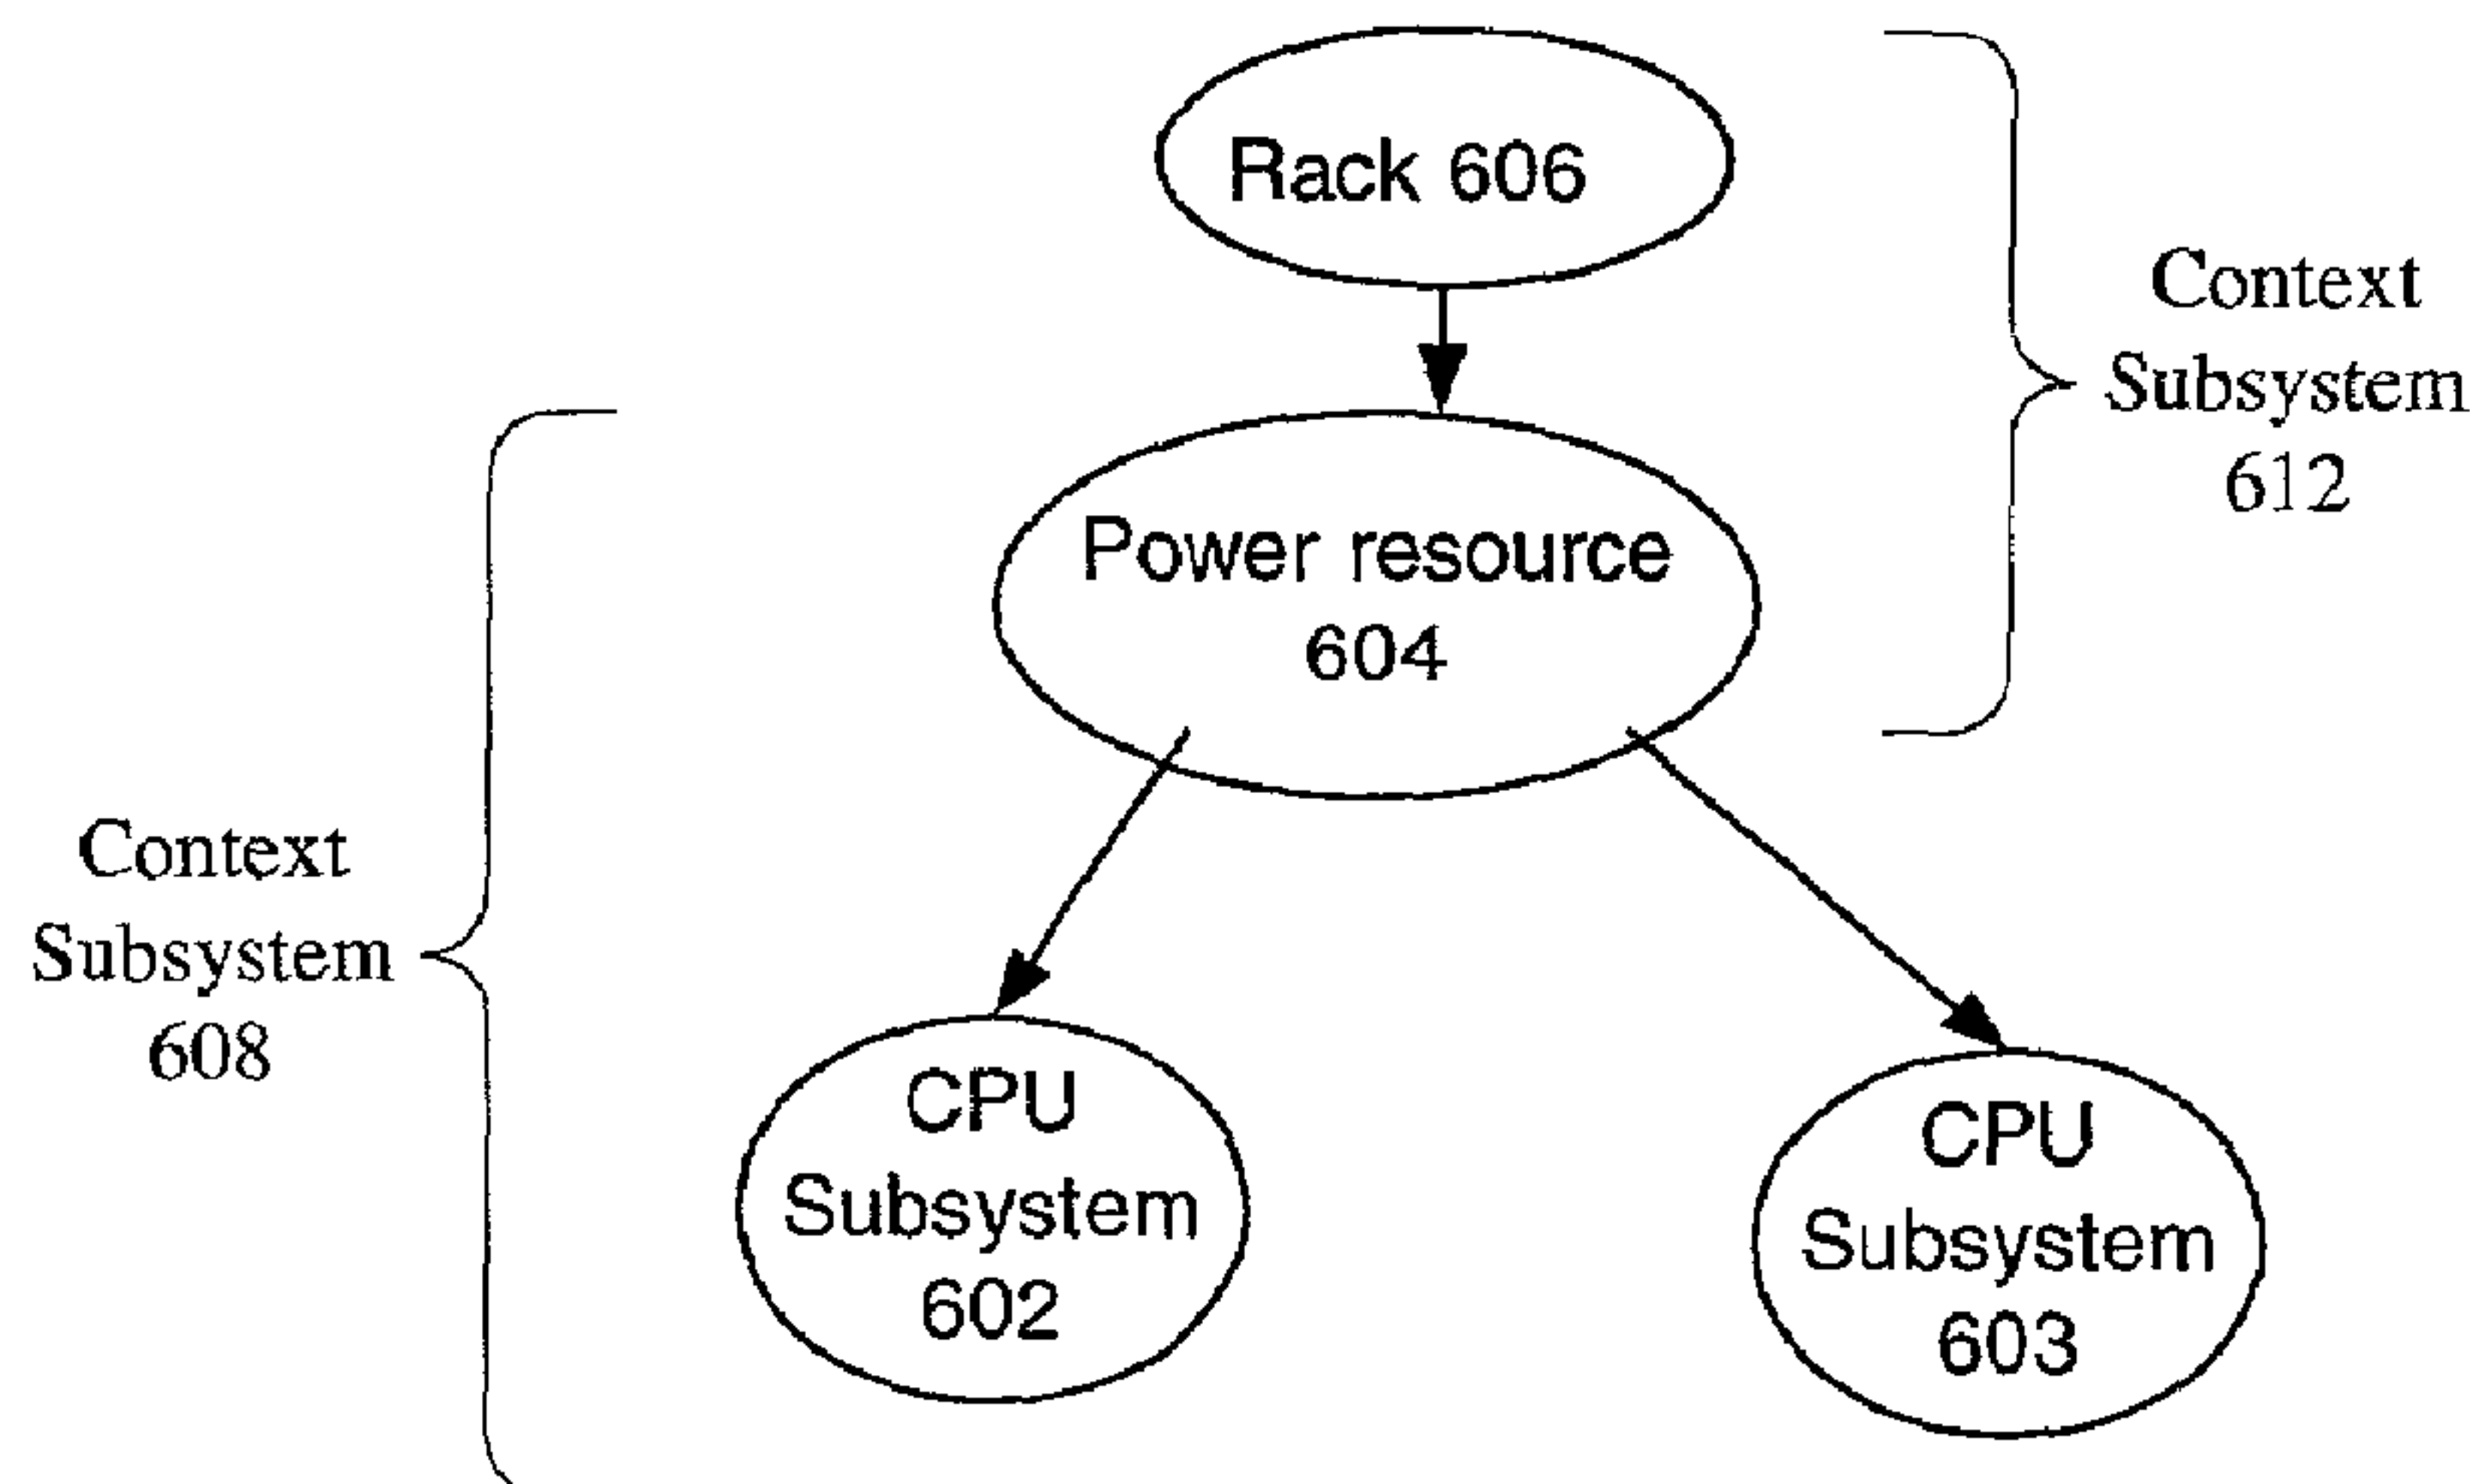 Rack 606
Context
Subsystem
612
Power resource
604
Context
Subsystem
608
CPU
Subsystem
602
CPU
Subsystem
603